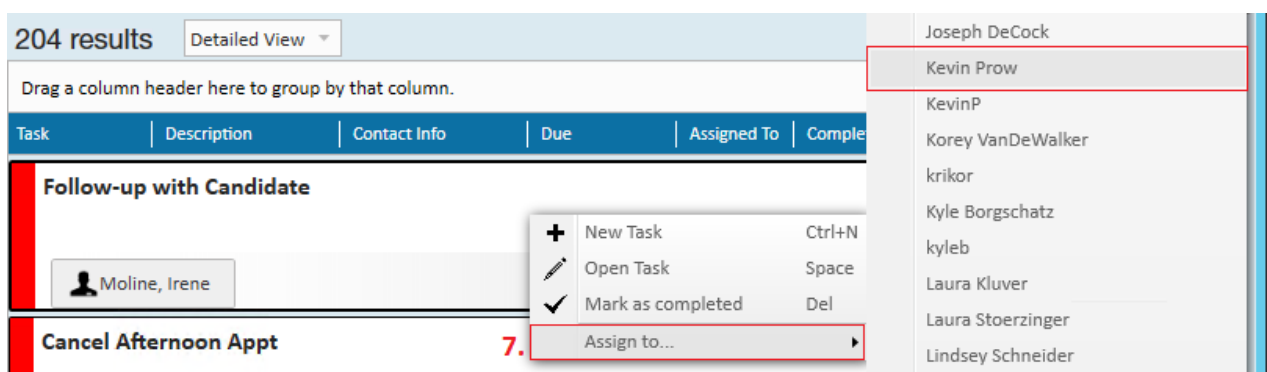 204 results
Detailed View
Drag a column header here to group by that column.
Task Description Contact Info Due Assigned To Comple
Follow-up with Candidate
Moline, Irene
Cancel Afternoon Appt
7.
New Task Ctrl+N
Open Task Space
Mark as completed Del
Assign to...
Joseph DeCock
Kevin Prow
KevinP
Korey VanDeWalker
krikor
Kyle Borgschatz
kyleb
Laura Kluver
Laura Stoerzinger
Lindsey Schneider